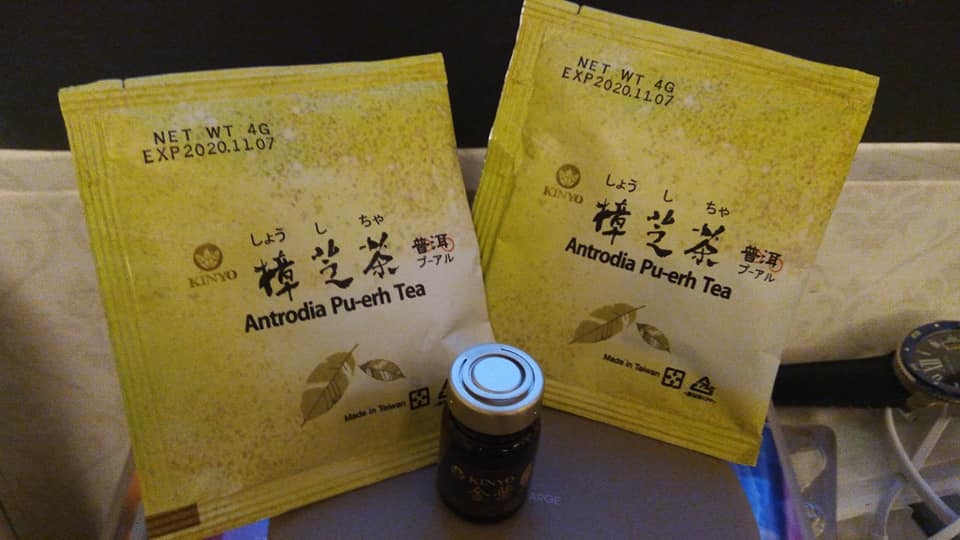 NET WT 4G
EXP2020.11.07
KINYO
しょう し ちゃ
樟芝茶
普洱
プーアル
Antrodia Pu-erh Tea
Made in Taiwan
NET WT 4G
EXP2020.11.07
KINYO
しょう し ちゃ
樟芝茶
普洱
プーアル
Antrodia Pu-erh Tea
Made in Taiwan
KINYO
ARGE